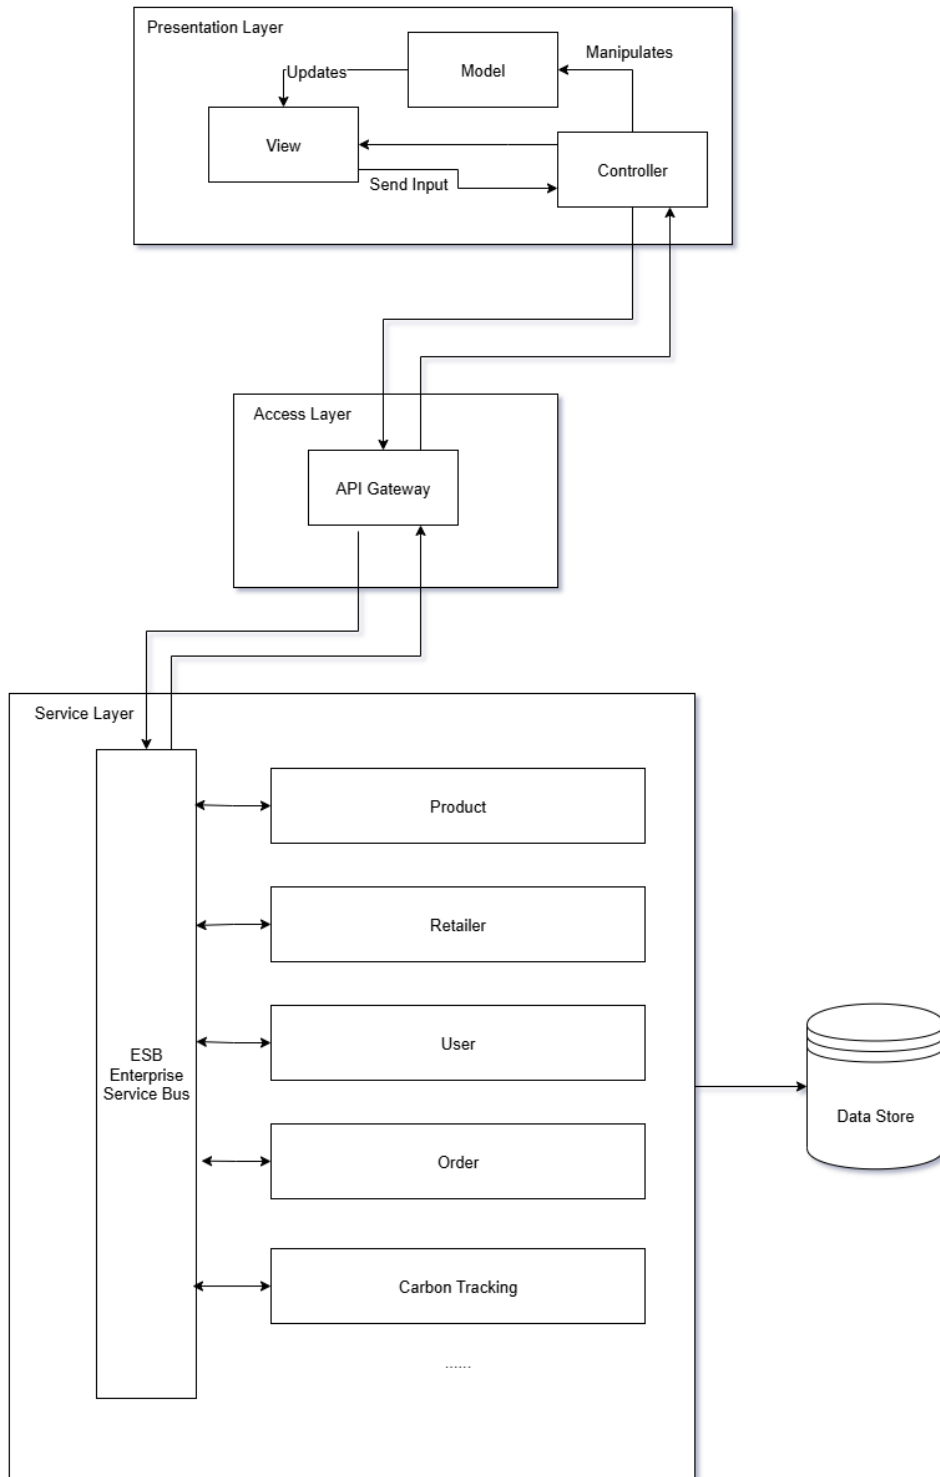 Presentation Layer
Model
Manipulates
Updates
View
Controller
Send Input
Access Layer
API Gateway
Service Layer
Product
Retailer
User
ESB
Enterprise
Service Bus
Data Store
Order
Carbon Tracking
......